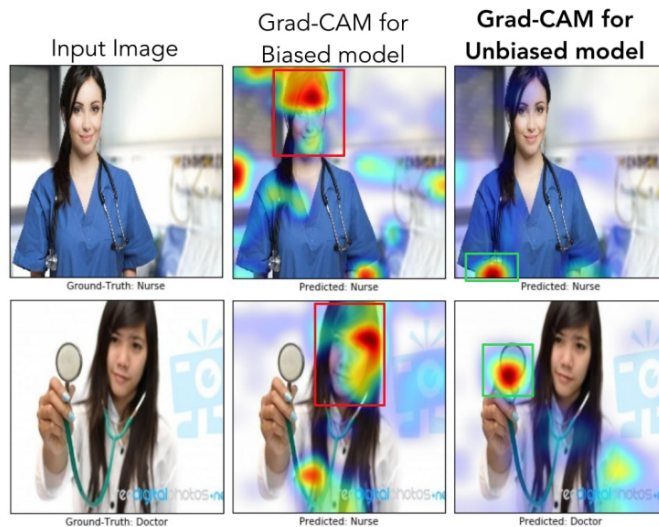 Input Image
Grad-CAM for
Biased model
Grad-CAM for
Unbiased model
Ground-Truth: Nurse
Predicted: Nurse
Predicted: Nurse
Ground-Truth: Doctor
Predicted: Nurse
Predicted: Doctor